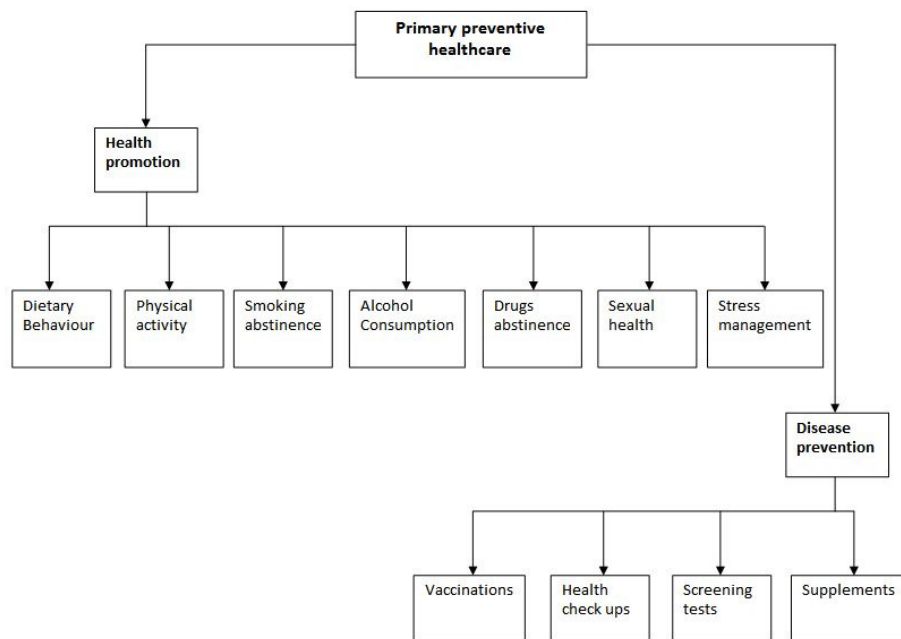 Primary preventive
healthcare
Health
promotion
Dietary
Behaviour
Physical
activity
Smoking
abstinence
Alcohol
Consumption
Drugs
abstinence
Sexual
health
Stress
management
Disease
prevention
Vaccinations
Health
check ups
Screening
tests
Supplements